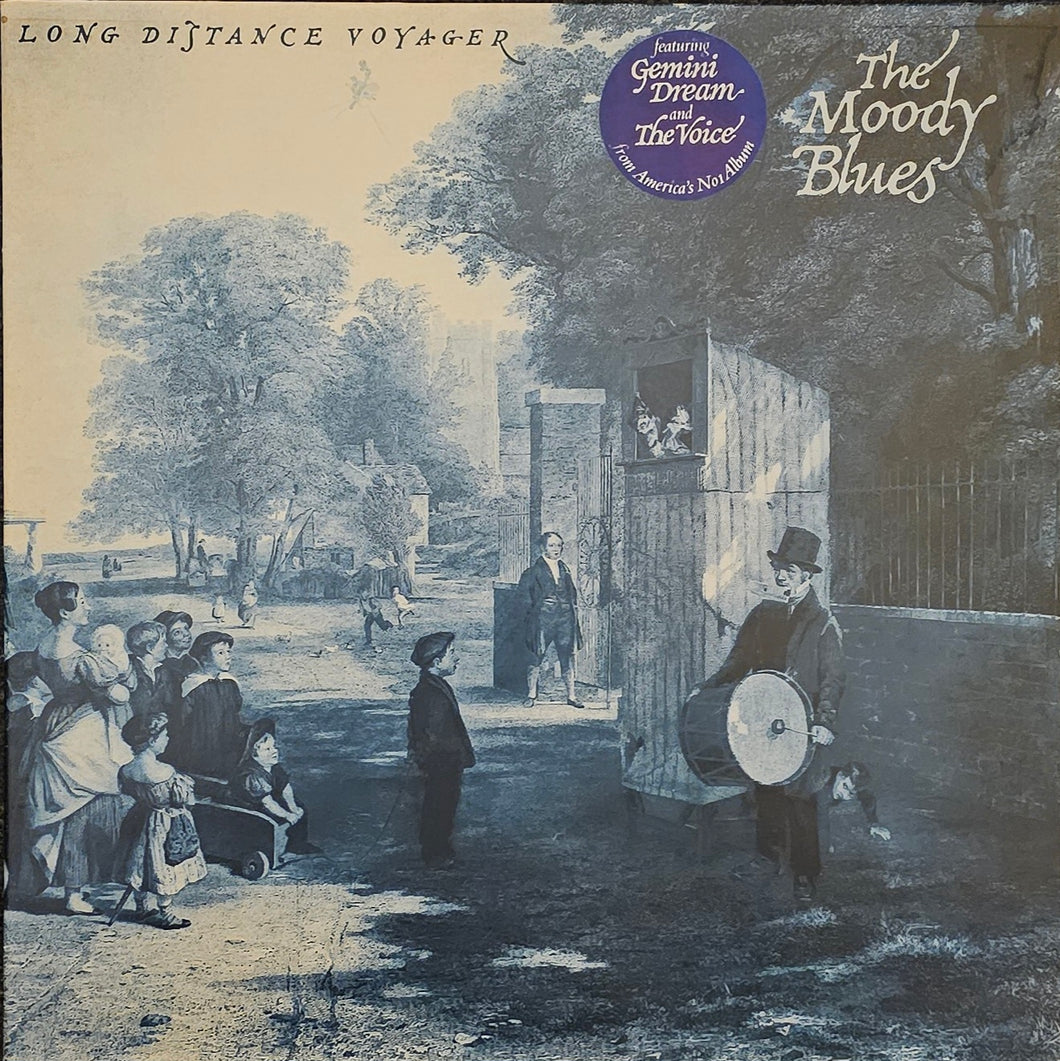 LONG DISTANCE VOYAGER
featuring
Gemini
Dream
and
The Voice
from America's No1 Album
The
Moody
Blues